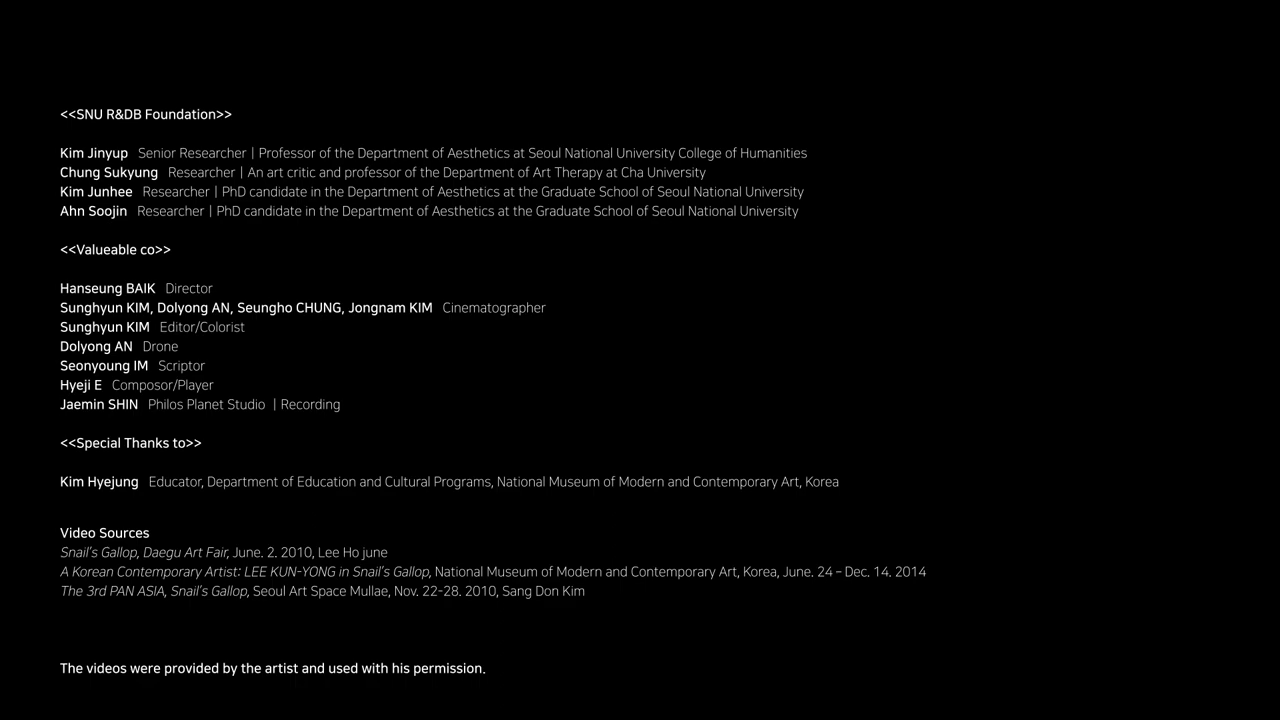 <<SNU R&DB Foundation>>
Kim Jinyup Senior Researcher | Professor of the Department of Aesthetics at Seoul National University College of Humanities
Chung Sukyung Researcher | An art critic and professor of the Department of Art Therapy at Cha University
Kim Junhee Researcher | PhD candidate in the Department of Aesthetics at the Graduate School of Seoul National University
Ahn Soojin Researcher | PhD candidate in the Department of Aesthetics at the Graduate School of Seoul National University
<<Valueable co>>
Hanseung BAIK Director
Sunghyun KIM, Dolyong AN, Seungho CHUNG, Jongnam KIM Cinematographer
Sunghyun KIM Editor/Colorist
Dolyong AN Drone
Seonyoung IM Scriptor
Hyeji E Composor/Player
Jaemin SHIN Philos Planet Studio | Recording
<<Special Thanks to>>
Kim Hyejung Educator, Department of Education and Cultural Programs, National Museum of Modern and Contemporary Art, Korea
Video Sources
Snail's Gallop, Daegu Art Fair, June. 2. 2010, Lee Ho june
A Korean Contemporary Artist: LEE KUN-YONG in Snail's Gallop, National Museum of Modern and Contemporary Art, Korea, June. 24 – Dec. 14. 2014
The 3rd PAN ASIA, Snail's Gallop, Seoul Art Space Mullae, Nov. 22-28. 2010, Sang Don Kim
The videos were provided by the artist and used with his permission.